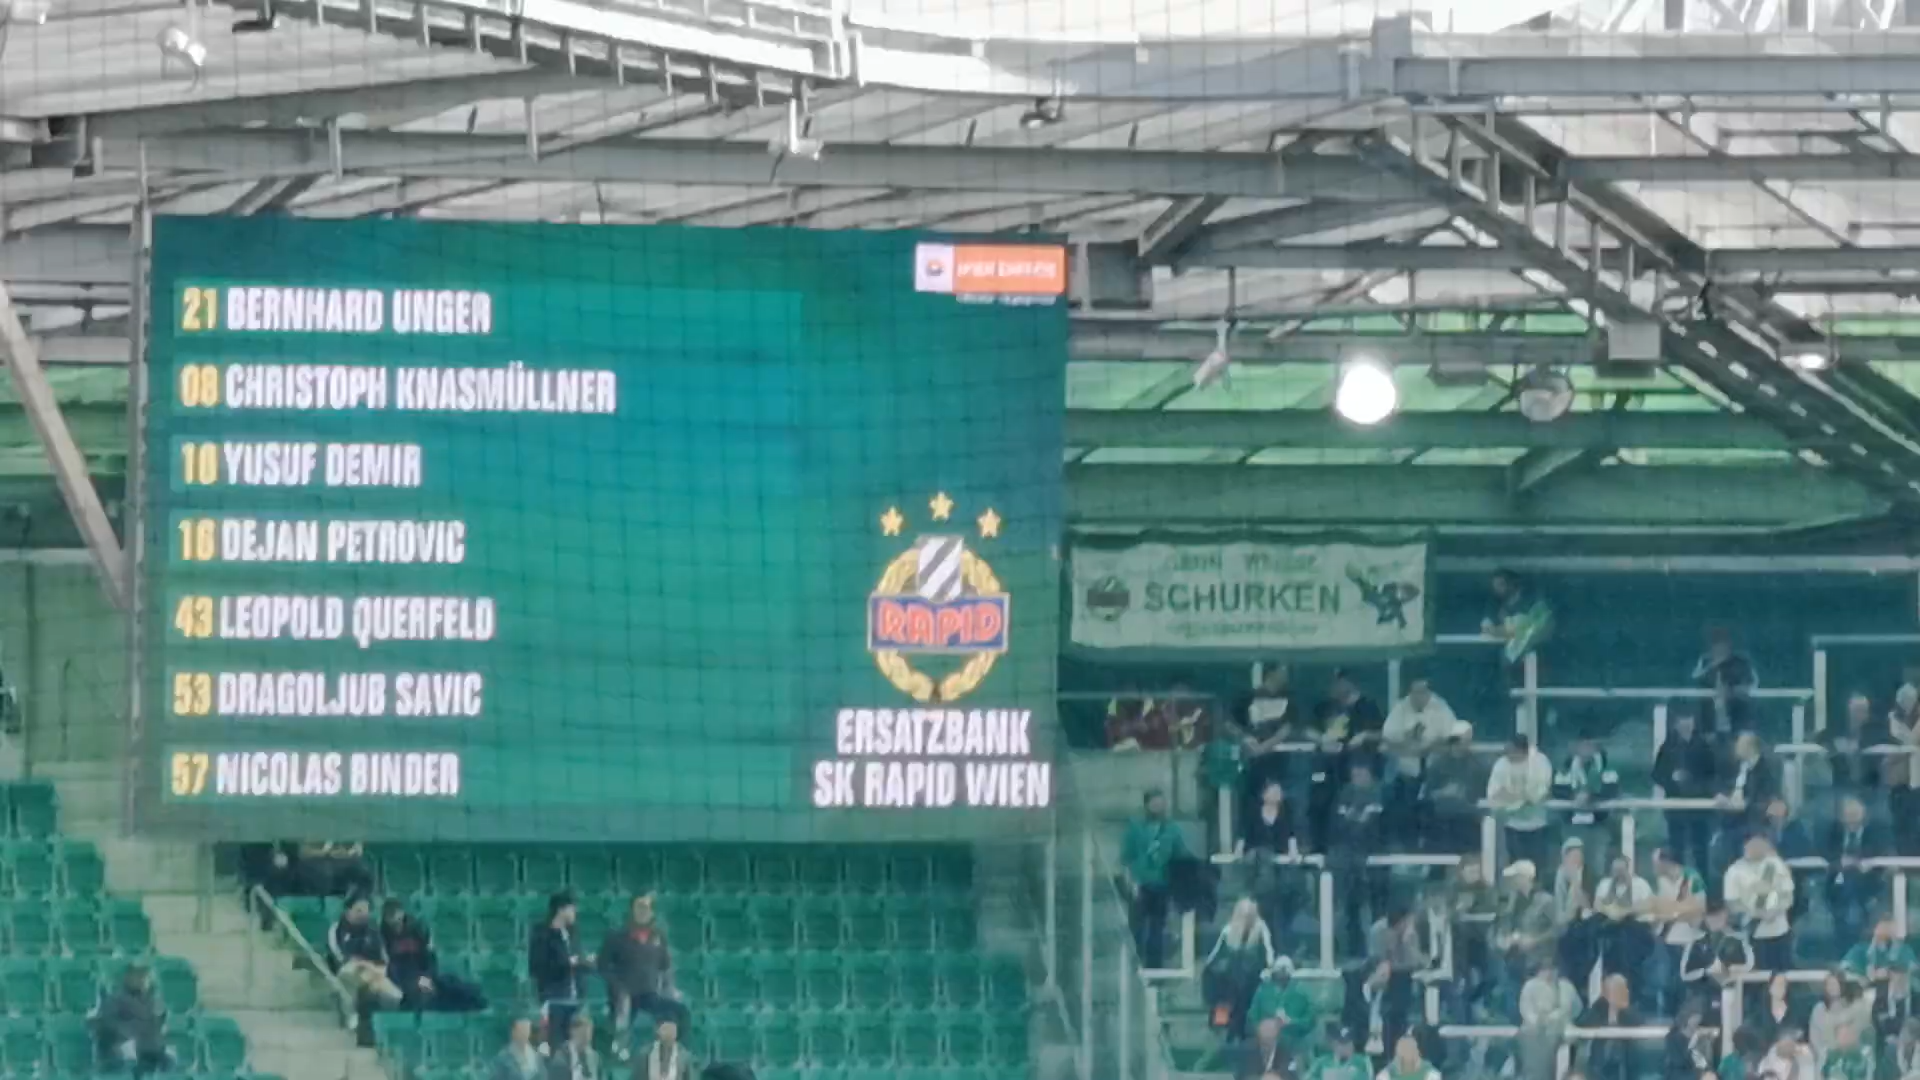 21 BERNHARD UNGER
08 CHRISTOPH KNASMÜLLNER
10 YUSUF DEMIR
16 DEJAN PETROVIC
43 LEOPOLD QUERFELD
53 DRAGOLJUB SAVIC
57 NICOLAS BINDER
RAPID
ERSATZBANK
SK RAPID WIEN
SCHURKEN